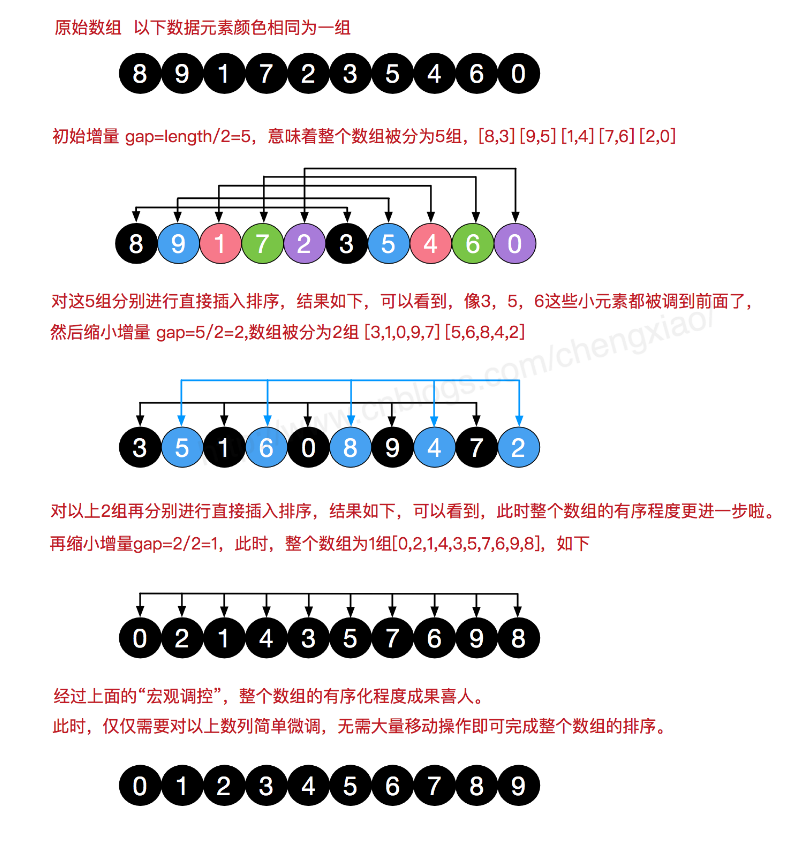 原始数组 以下数据元素颜色相同为一组
8 9 1 7 2 3 5 4 6 0
初始增量 gap=length/2=5，意味着整个数组被分为5组，[8,3] [9,5] [1,4] [7,6] [2,0]
8 9 1 7 2 3 5 4 6 0
对这5组分别进行直接插入排序，结果如下，可以看到，像3，5，6这些小元素都被调到前面了，
然后缩小增量 gap=5/2=2,数组被分为2组 [3,1,0,9,7] [5,6,8,4,2]
http://www.cnblogs.com/chengxiao/
3 5 1 6 0 8 9 4 7 2
对以上2组再分别进行直接插入排序，结果如下，可以看到，此时整个数组的有序程度更进一步啦。
再缩小增量gap=2/2=1，此时，整个数组为1组[0,2,1,4,3,5,7,6,9,8]，如下
0 2 1 4 3 5 7 6 9 8
经过上面的“宏观调控”，整个数组的有序化程度成果喜人。
此时，仅仅需要对以上数列简单微调，无需大量移动操作即可完成整个数组的排序。
0 1 2 3 4 5 6 7 8 9